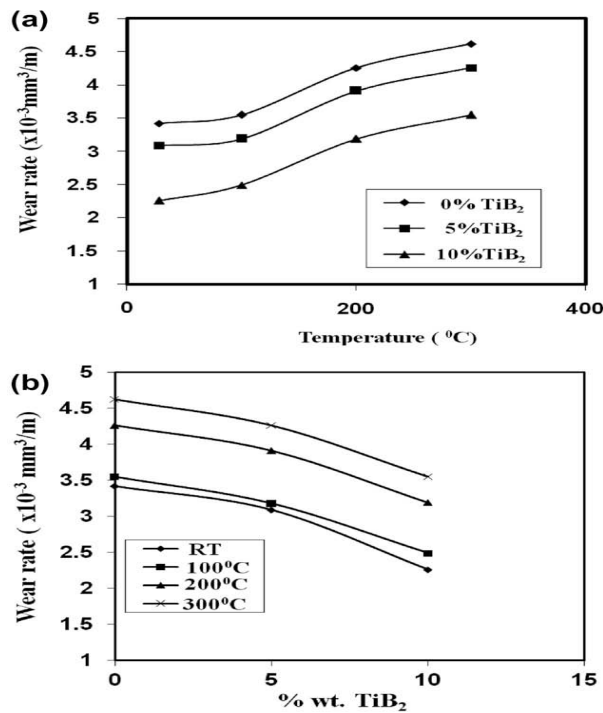 (a)
Wear rate (x10⁻³mm³/m)
5
4.5
4
3.5
3
2.5
2
1.5
1
0% TiB₂
5%TiB₂
10%TiB₂
0
200
400
Temperature ( ⁰C)
(b)
Wear rate ( x10⁻³ mm³/m)
5
4.5
4
3.5
3
2.5
2
1.5
1
RT
100⁰C
200⁰C
300⁰C
0
5
10
15
% wt. TiB₂